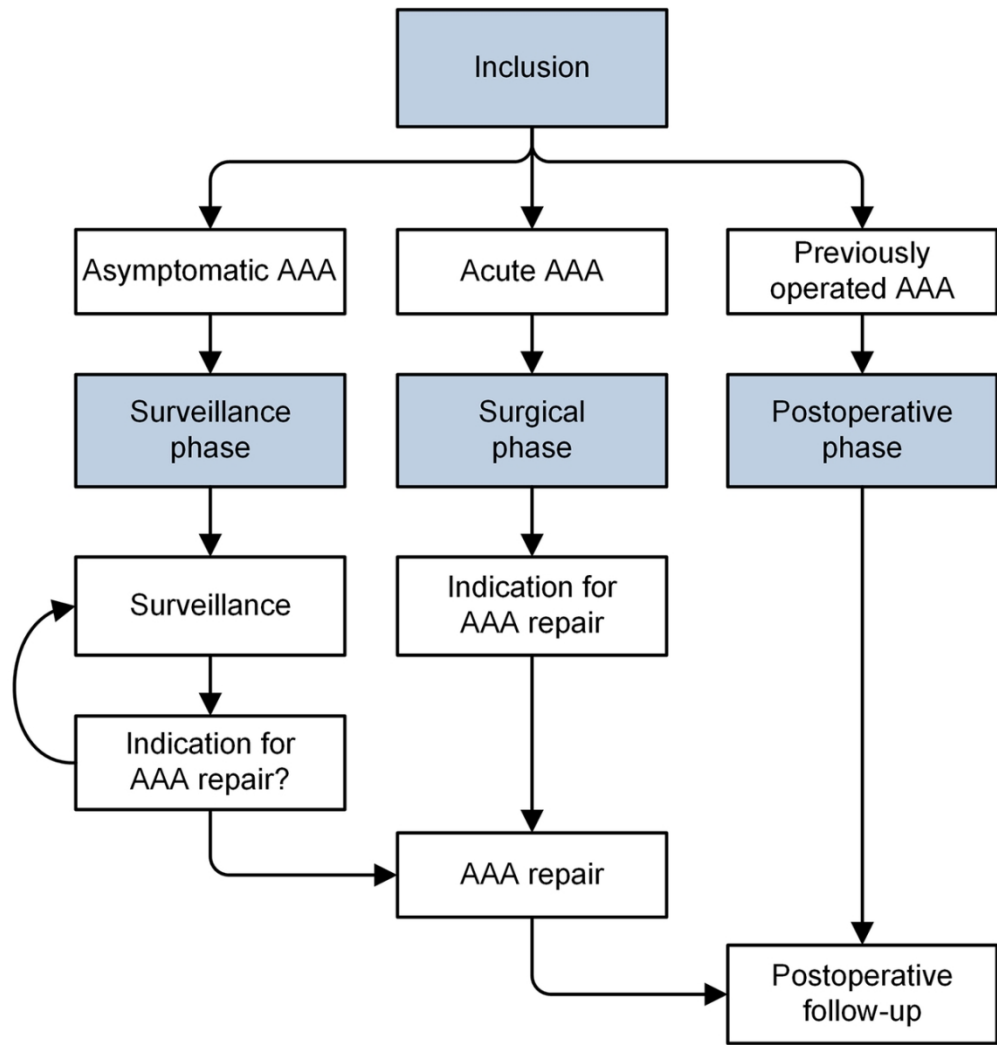 Inclusion
Asymptomatic AAA
Acute AAA
Previously
operated AAA
Surveillance
phase
Surgical
phase
Postoperative
phase
Surveillance
Indication for
AAA repair
Indication for
AAA repair?
AAA repair
Postoperative
follow-up